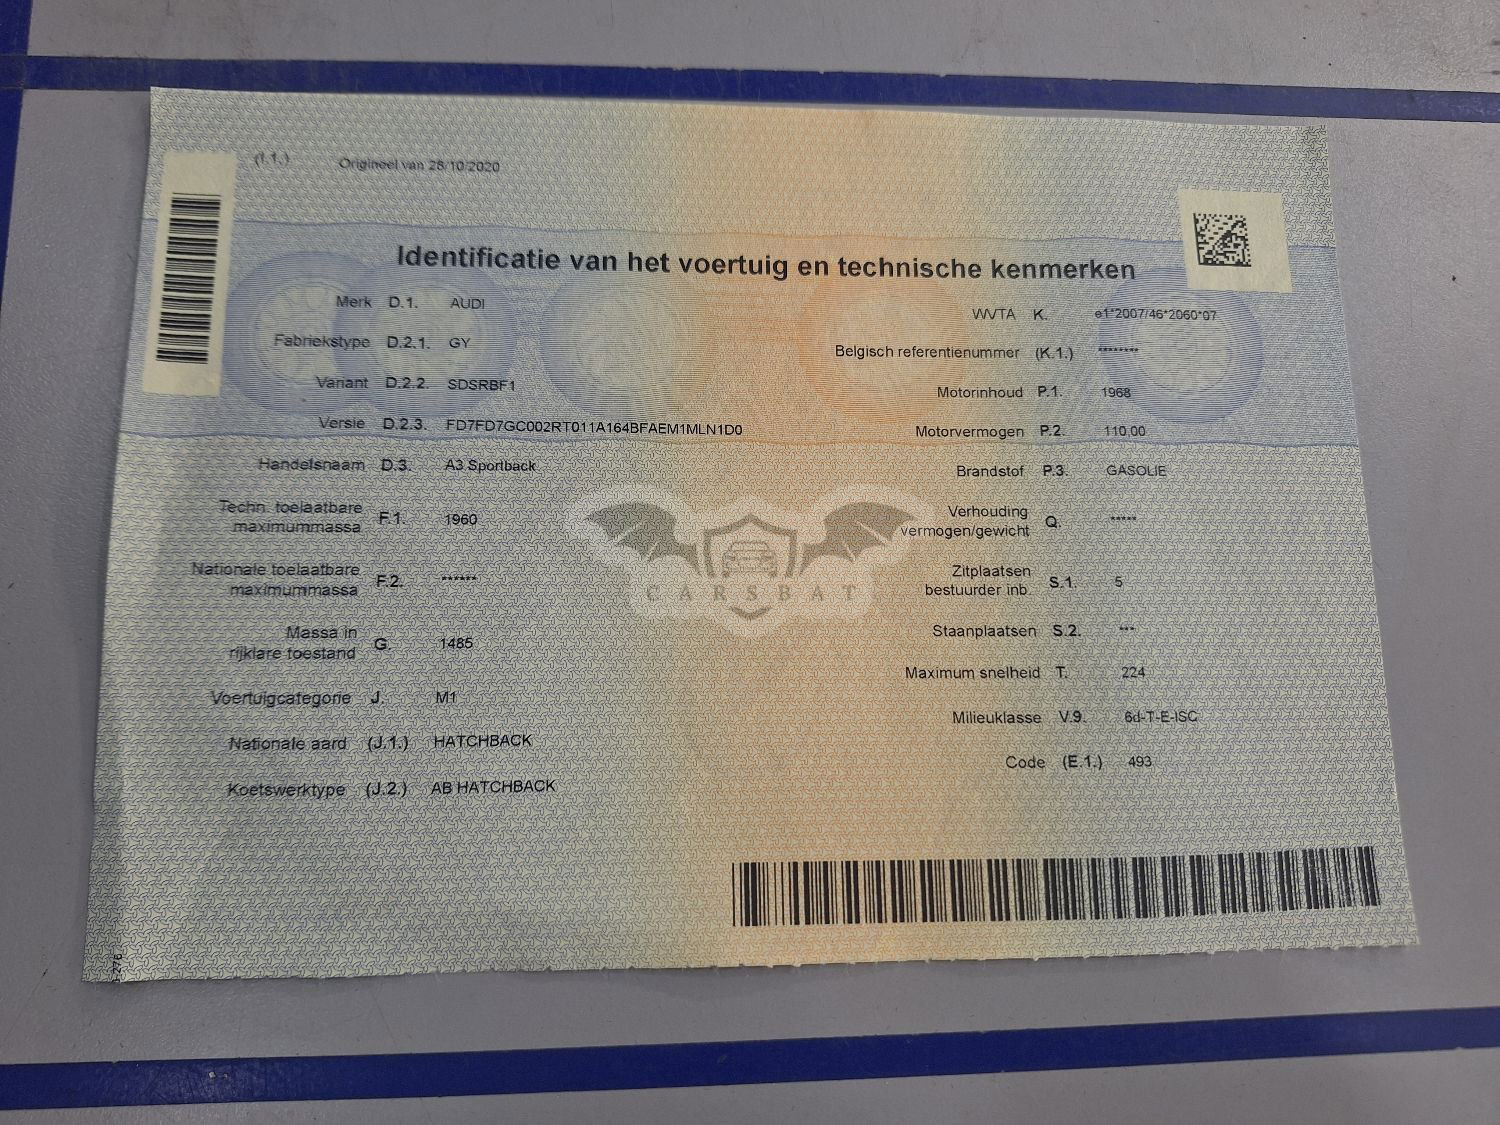 (I.1.) Origineel van 28/10/2020
Identificatie van het voertuig en technische kenmerken
Merk D.1. AUDI
Fabriekstype D.2.1. GY
Variant D.2.2. SDSRBF1
Versie D.2.3. FD7FD7GC002RT011A164BFAEM1MLN1D0
Handelsnaam D.3. A3 Sportback
Techn. toelaatbare
maximummassa F.1. 1960
Nationale toelaatbare
maximummassa F.2. ******
Massa in
rijklare toestand G. 1485
Voertuigcategorie J. M1
Nationale aard (J.1.) HATCHBACK
Koetswerktype (J.2.) AB HATCHBACK
WVTA K. e1*2007/46*2060*07
Belgisch referentienummer (K.1.) ********
Motorinhoud P.1. 1968
Motorvermogen P.2. 110,00
Brandstof P.3. GASOLIE
Verhouding
vermogen/gewicht Q. *****
Zitplaatsen
bestuurder inb. S.1. 5
Staanplaatsen S.2. ***
Maximum snelheid T. 224
Milieuklasse V.9. 6d-T-E-ISC
Code (E.1.) 493
CARSBAT